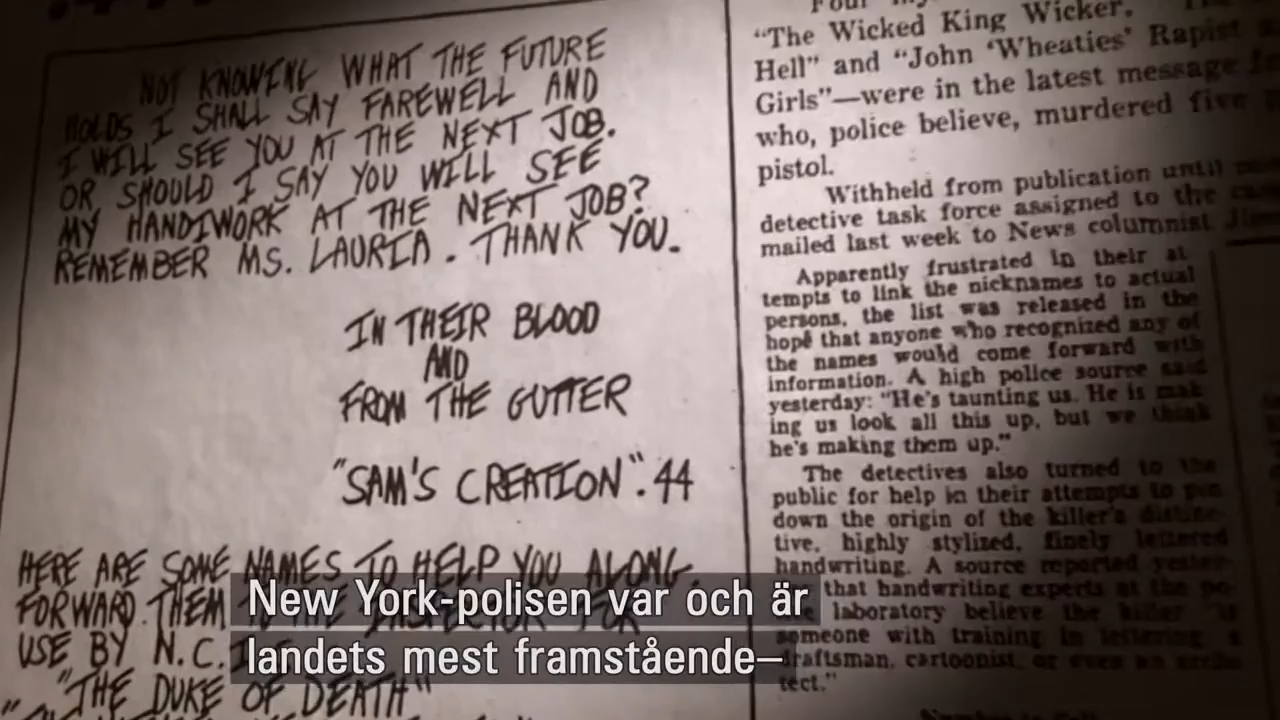 NOT KNOWING WHAT THE FUTURE
HOLDS I SHALL SAY FAREWELL AND
I WILL SEE YOU AT THE NEXT JOB.
OR SHOULD I SAY YOU WILL SEE
MY HANDIWORK AT THE NEXT JOB?
REMEMBER MS. LAURIA. THANK YOU.
IN THEIR BLOOD
AND
FROM THE GUTTER
"SAM'S CREATION".44
HERE ARE SOME NAMES TO HELP YOU ALONG.
FORWARD THEM TO THE INSPECTOR FOR
USE BY N.C.
"THE DUKE OF DEATH"
"The Wicked King Wicker,
Hell" and "John 'Wheaties' Rapist
Girls"—were in the latest message
who, police believe, murdered five
pistol.
Withheld from publication until
detective task force assigned to the
mailed last week to News columnist
Apparently frustrated in their at
tempts to link the nicknames to actual
persons, the list was released in the
hope that anyone who recognized any of
the names would come forward with
information. A high police source said
yesterday: "He's taunting us. He is mak
ing us look all this up, but we think
he's making them up."
The detectives also turned to the
public for help in their attempts to pin
down the origin of the killer's distinc-
tive, highly stylized, finely lettered
handwriting. A source reported yester-
that handwriting experts at the po-
laboratory believe the killer "is
someone with training in lettering, a
draftsman, cartoonist, or even an archi-
tect."
New York-polisen var och är
landets mest framstående–